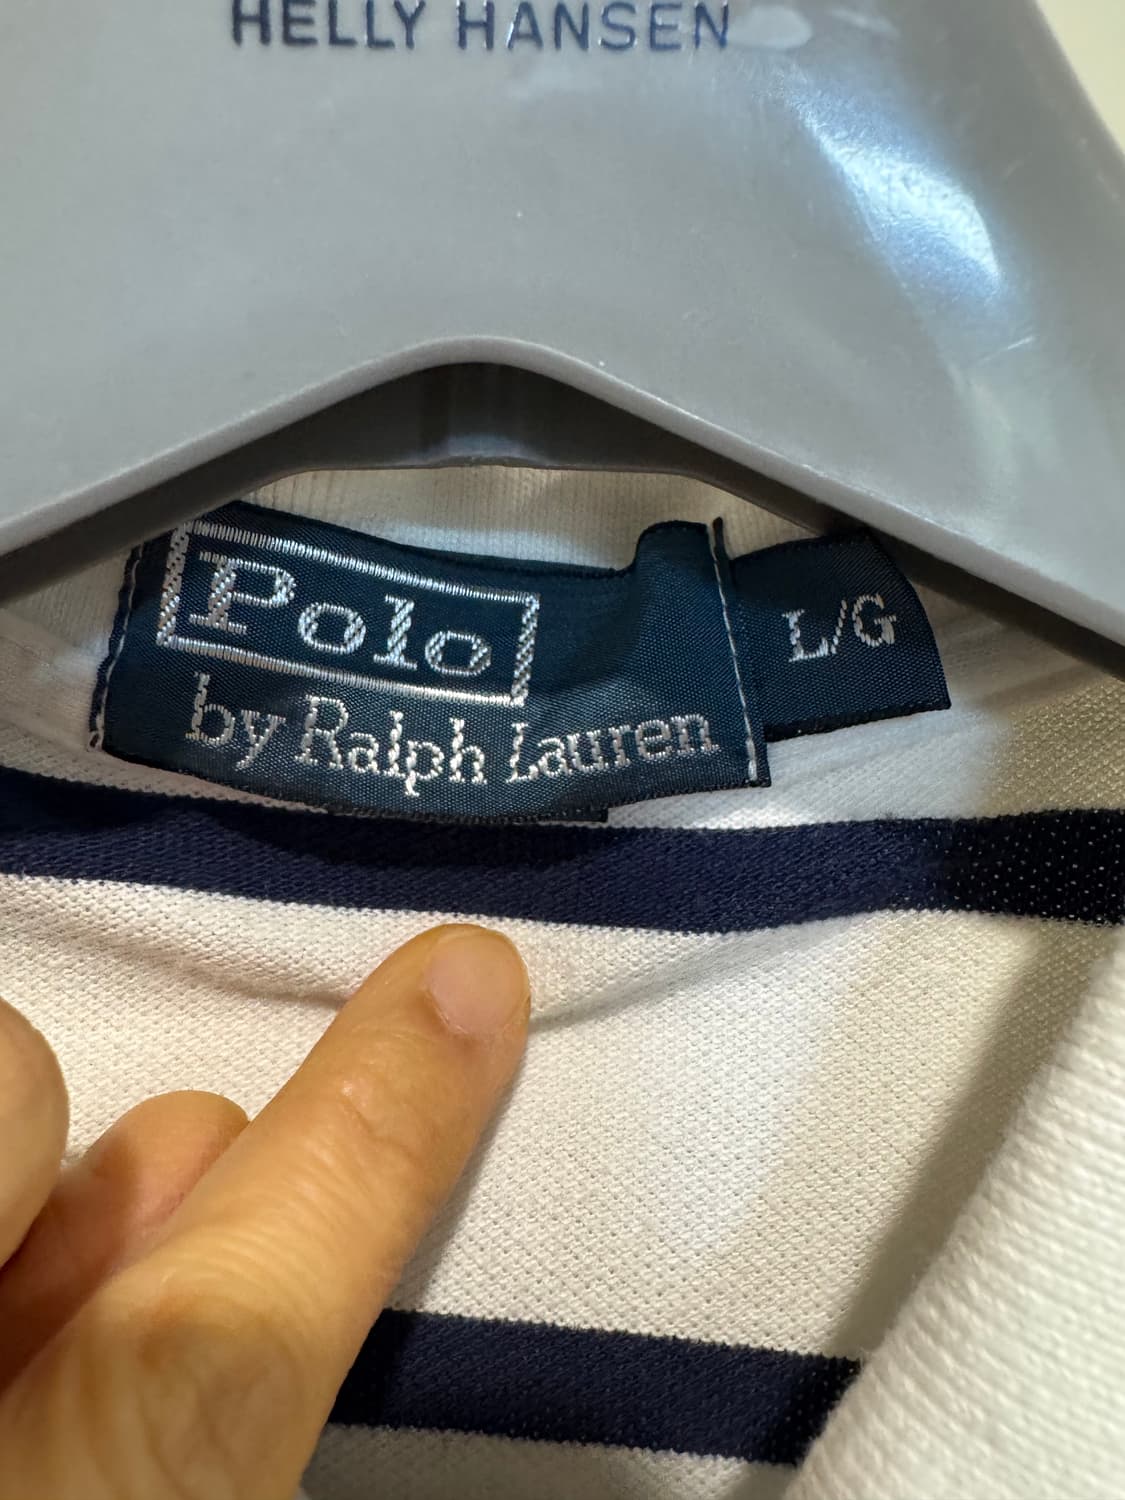 HELLY HANSEN
Polo
by Ralph Lauren
L/G